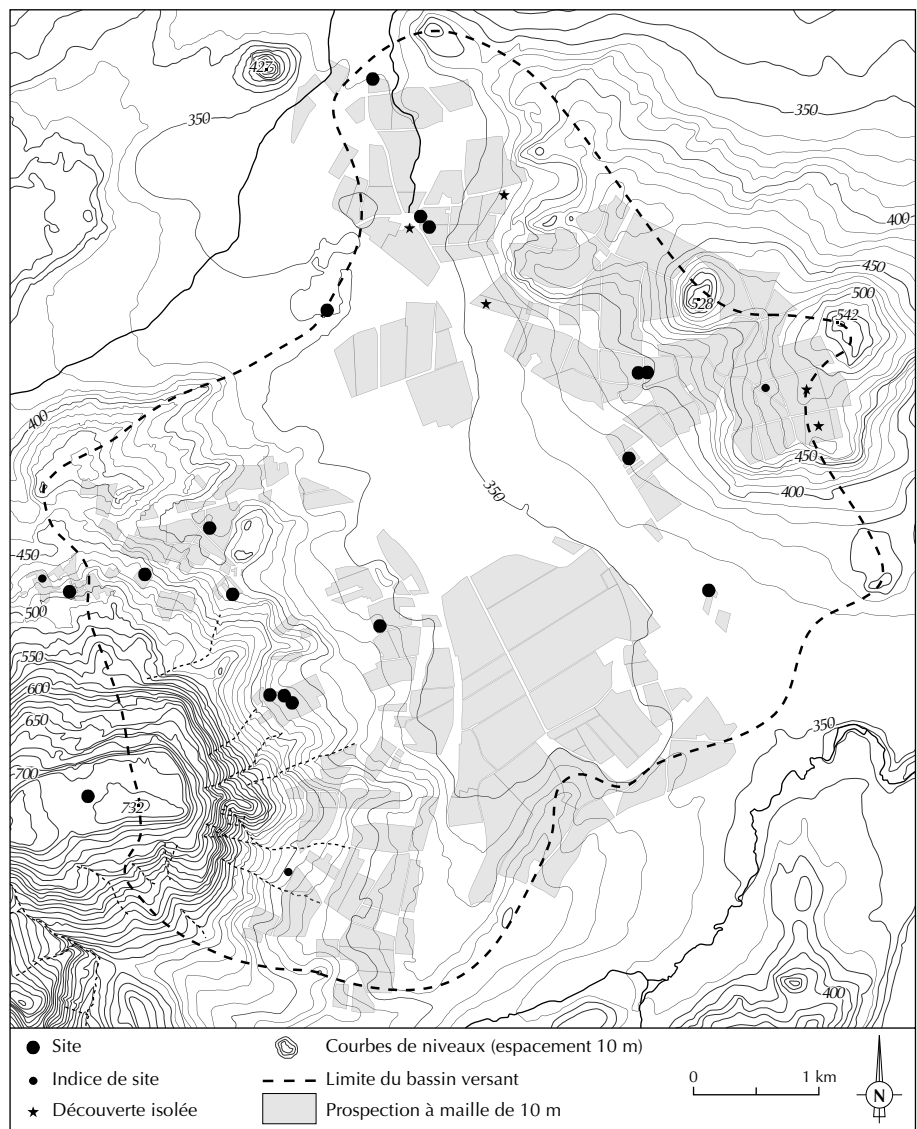 427
350
350
400
450
500
542
528
400
350
450
400
450
500
550
600
650
700
732
350
400
Site
Courbes de niveaux (espacement 10 m)
Indice de site
Limite du bassin versant
0 1 km
N
Découverte isolée
Prospection à maille de 10 m